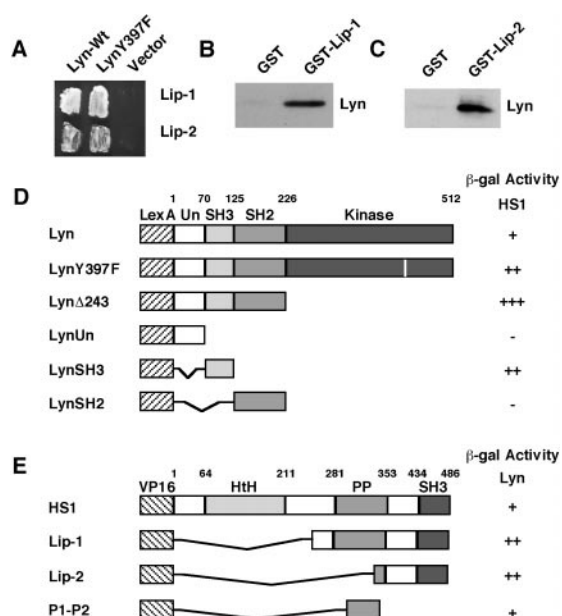 A
Lyn-Wt
LynY397F
Vector
Lip-1
Lip-2
B
GST
GST-Lip-1
Lyn
C
GST
GST-Lip-2
Lyn
D
β-gal Activity
1 70 125 226 512 HS1
LexA Un SH3 SH2 Kinase
Lyn +
LynY397F ++
LynΔ243 +++
LynUn -
LynSH3 ++
LynSH2 -
E
β-gal Activity
1 64 211 281 353 434 486 Lyn
VP16 HtH PP SH3
HS1 +
Lip-1 ++
Lip-2 ++
P1-P2 +